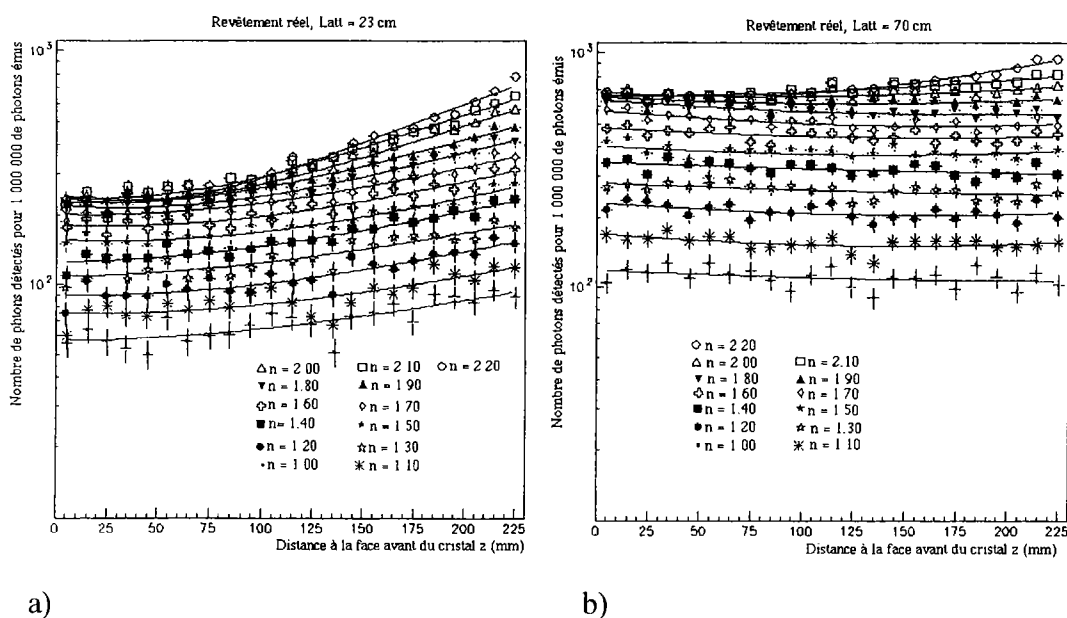 Revêtement réel, Latt = 23 cm
Nombre de photons détectés pour 1 000 000 de photons émis
10³
10²
n = 2.00 n = 2.10 n = 2.20
n = 1.80 n = 1.90
n = 1.60 n = 1.70
n = 1.40 n = 1.50
n = 1.20 n = 1.30
n = 1.00 n = 1.10
0 25 50 75 100 125 150 175 200 225
Distance à la face avant du cristal z (mm)
a)
Revêtement réel, Latt = 70 cm
Nombre de photons détectés pour 1 000 000 de photons émis
10³
10²
n = 2.20
n = 2.00 n = 2.10
n = 1.80 n = 1.90
n = 1.60 n = 1.70
n = 1.40 n = 1.50
n = 1.20 n = 1.30
n = 1.00 n = 1.10
0 25 50 75 100 125 150 175 200 225
Distance à la face avant du cristal z (mm)
b)